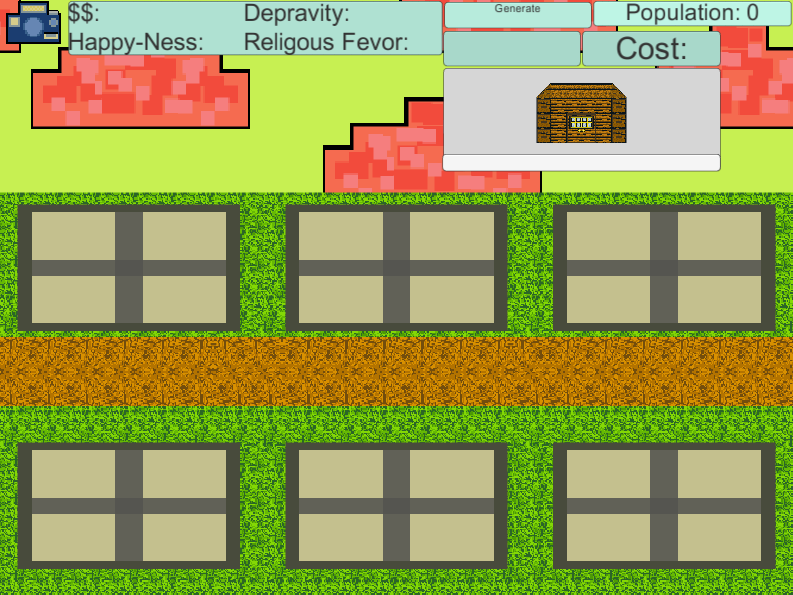 $$:
Depravity:
Generate
Population: 0
Happy-Ness:
Religous Fevor:
Cost: